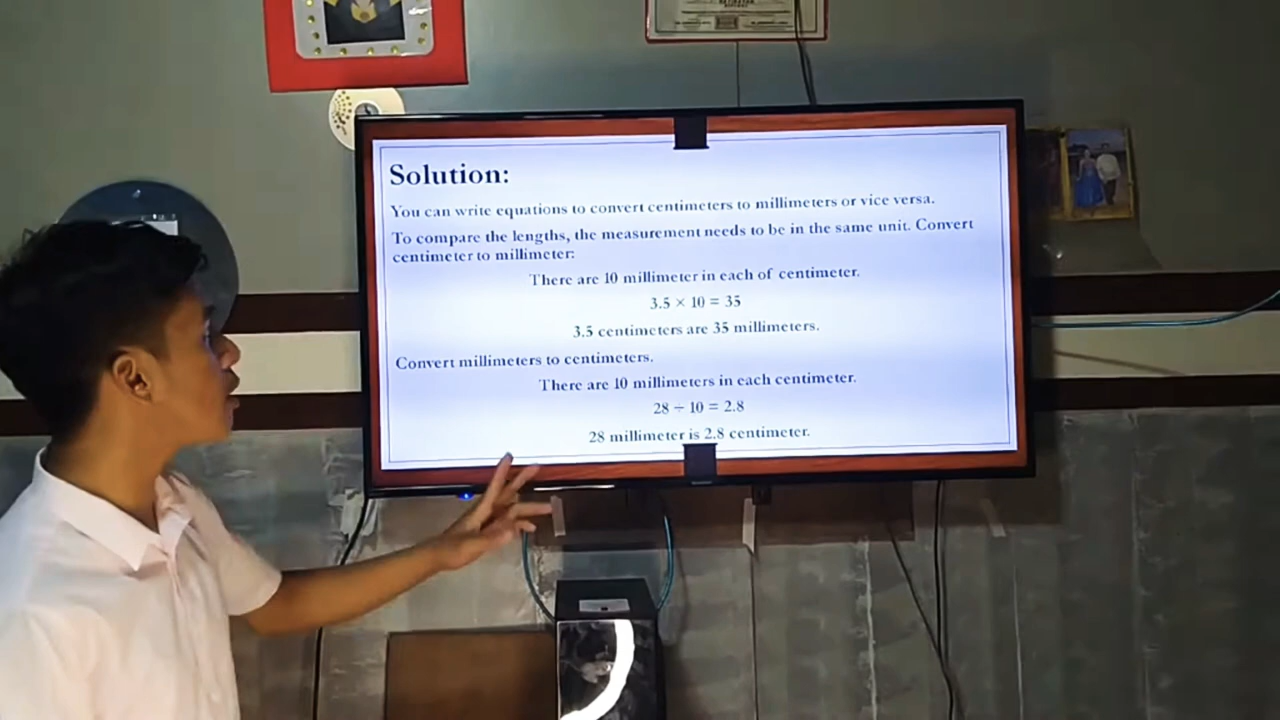 Solution:
You can write equations to convert centimeters to millimeters or vice versa.
To compare the lengths, the measurement needs to be in the same unit. Convert
centimeter to millimeter:
There are 10 millimeter in each of centimeter.
3.5 × 10 = 35
3.5 centimeters are 35 millimeters.
Convert millimeters to centimeters.
There are 10 millimeters in each centimeter.
28 ÷ 10 = 2.8
28 millimeter is 2.8 centimeter.